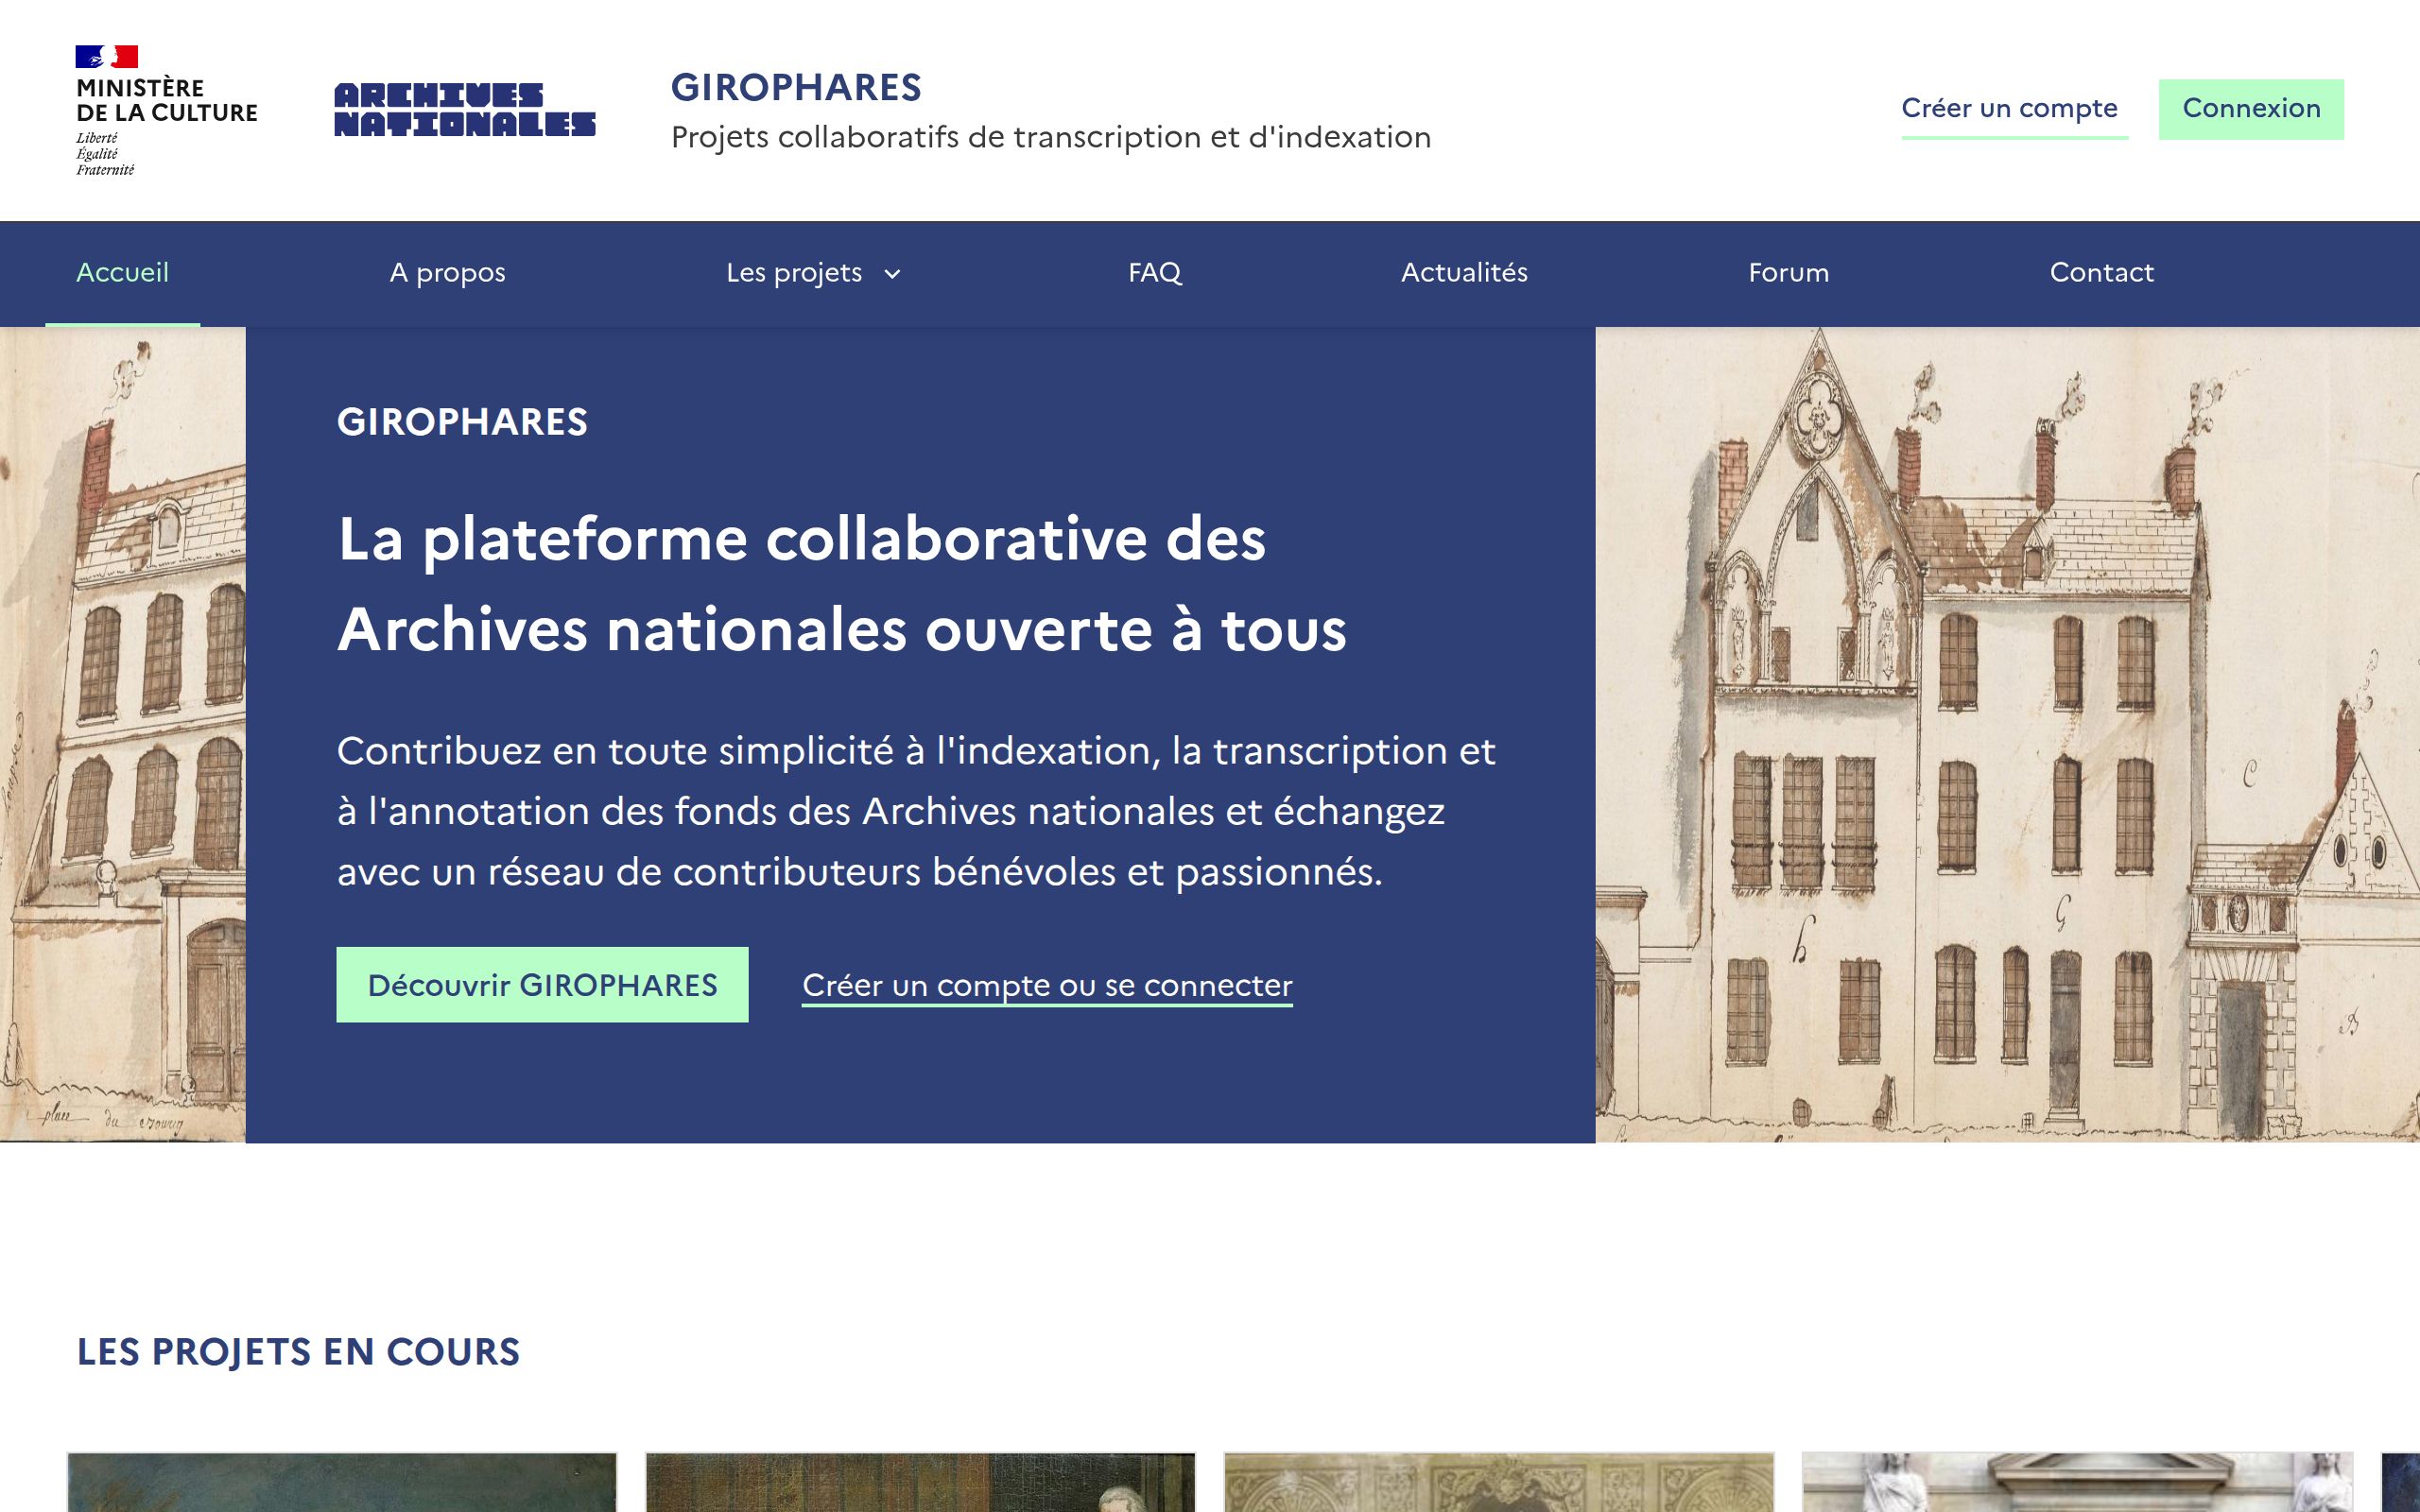 MINISTÈRE
DE LA CULTURE
Liberté
Égalité
Fraternité
ARCHIVES
NATIONALES
GIROPHARES
Projets collaboratifs de transcription et d'indexation
Créer un compte
Connexion
Accueil
A propos
Les projets
FAQ
Actualités
Forum
Contact
GIROPHARES
La plateforme collaborative des
Archives nationales ouverte à tous
Contribuez en toute simplicité à l'indexation, la transcription et
à l'annotation des fonds des Archives nationales et échangez
avec un réseau de contributeurs bénévoles et passionnés.
Découvrir GIROPHARES
Créer un compte ou se connecter
place du
h
G
C
B
LES PROJETS EN COURS